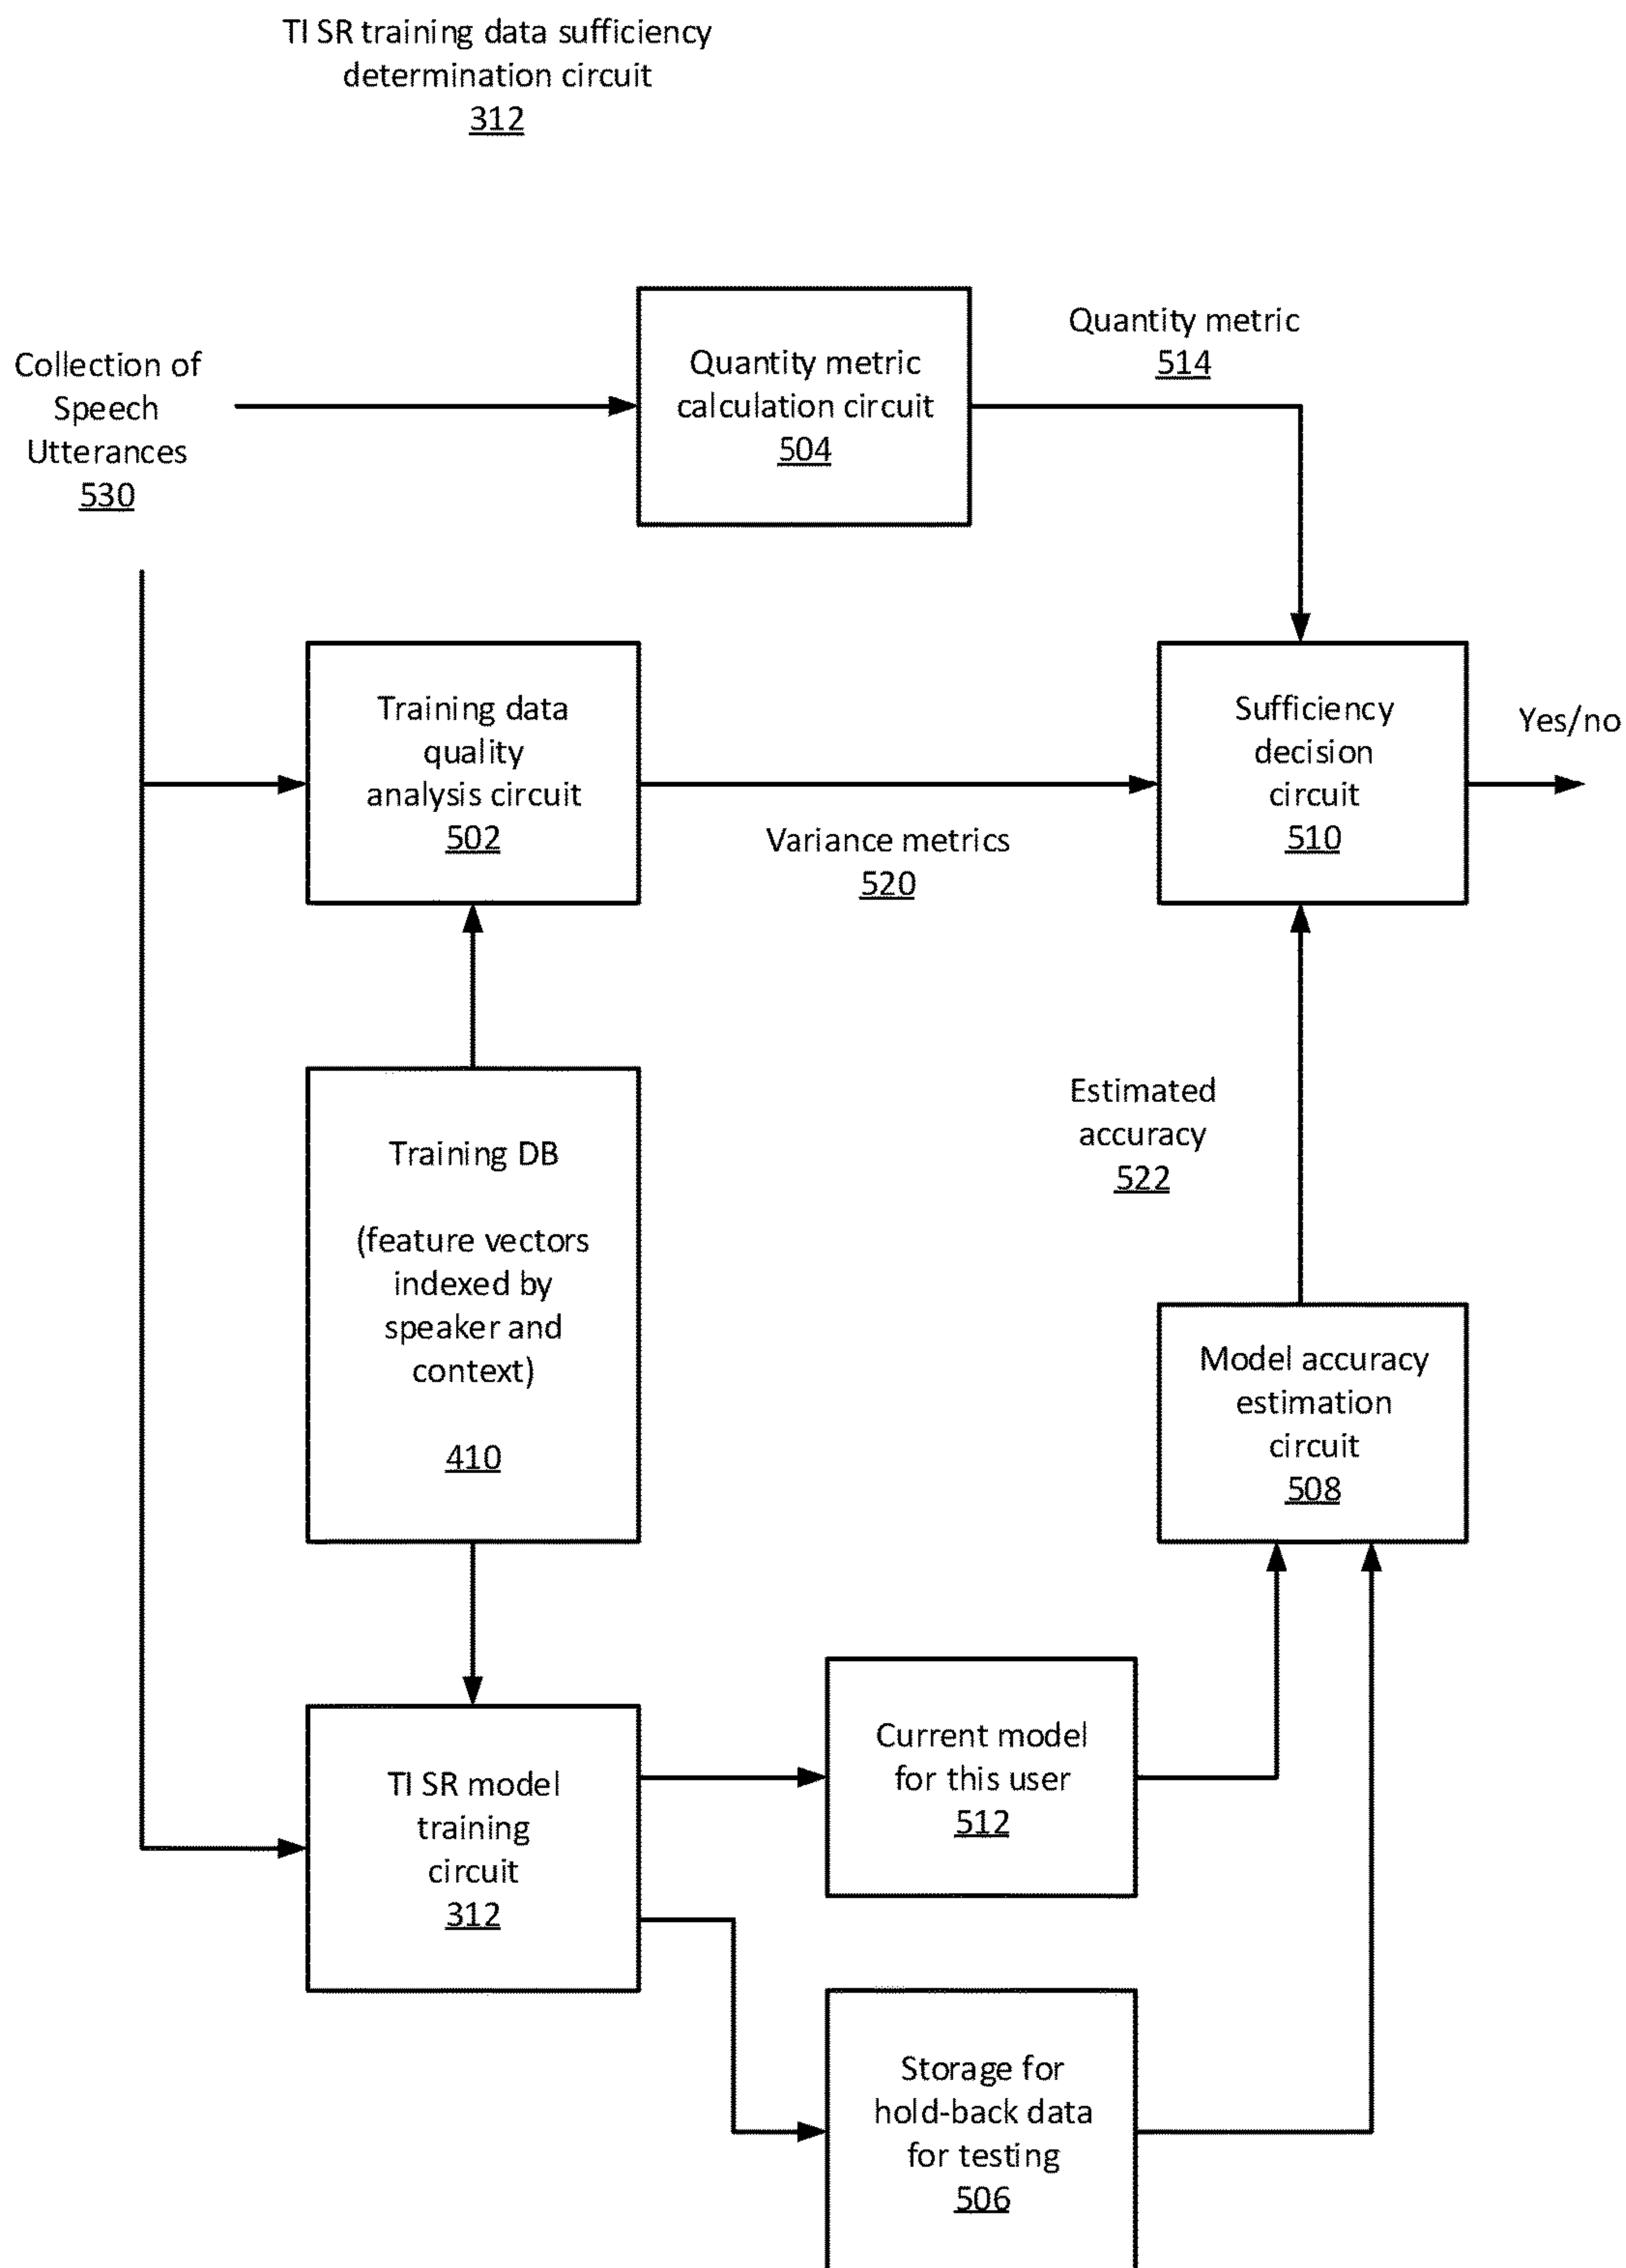 TI SR training data sufficiency
determination circuit
312
Collection of
Speech
Utterances
530
Quantity metric
calculation circuit
504
Quantity metric
514
Training data
quality
analysis circuit
502
Variance metrics
520
Sufficiency
decision
circuit
510
Yes/no
Training DB
(feature vectors
indexed by
speaker and
context)
410
Estimated
accuracy
522
Model accuracy
estimation
circuit
508
TI SR model
training
circuit
312
Current model
for this user
512
Storage for
hold-back data
for testing
506